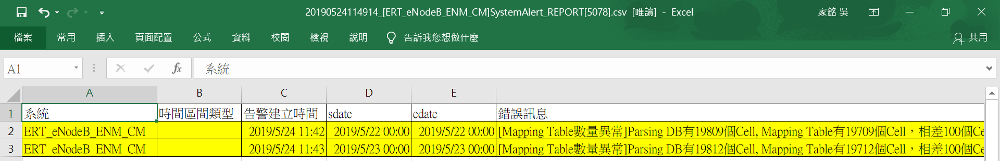 20190524114914_[ERT_eNodeB_ENM_CM]SystemAlert_REPORT[5078].csv [唯讀] - Excel 家銘 吳
檔案 常用 插入 頁面配置 公式 資料 校閱 檢視 說明 告訴我您想做什麼 共用
A1 fx 系統
A B C D E
1 系統 時間區間類型 告警建立時間 sdate edate 錯誤訊息
2 ERT_eNodeB_ENM_CM 2019/5/24 11:42 2019/5/22 00:00 2019/5/22 00:00 [Mapping Table數量異常]Parsing DB有19809個Cell, Mapping Table有19709個Cell，相差100個Ce
3 ERT_eNodeB_ENM_CM 2019/5/24 11:43 2019/5/23 00:00 2019/5/23 00:00 [Mapping Table數量異常]Parsing DB有19812個Cell, Mapping Table有19712個Cell，相差100個Ce